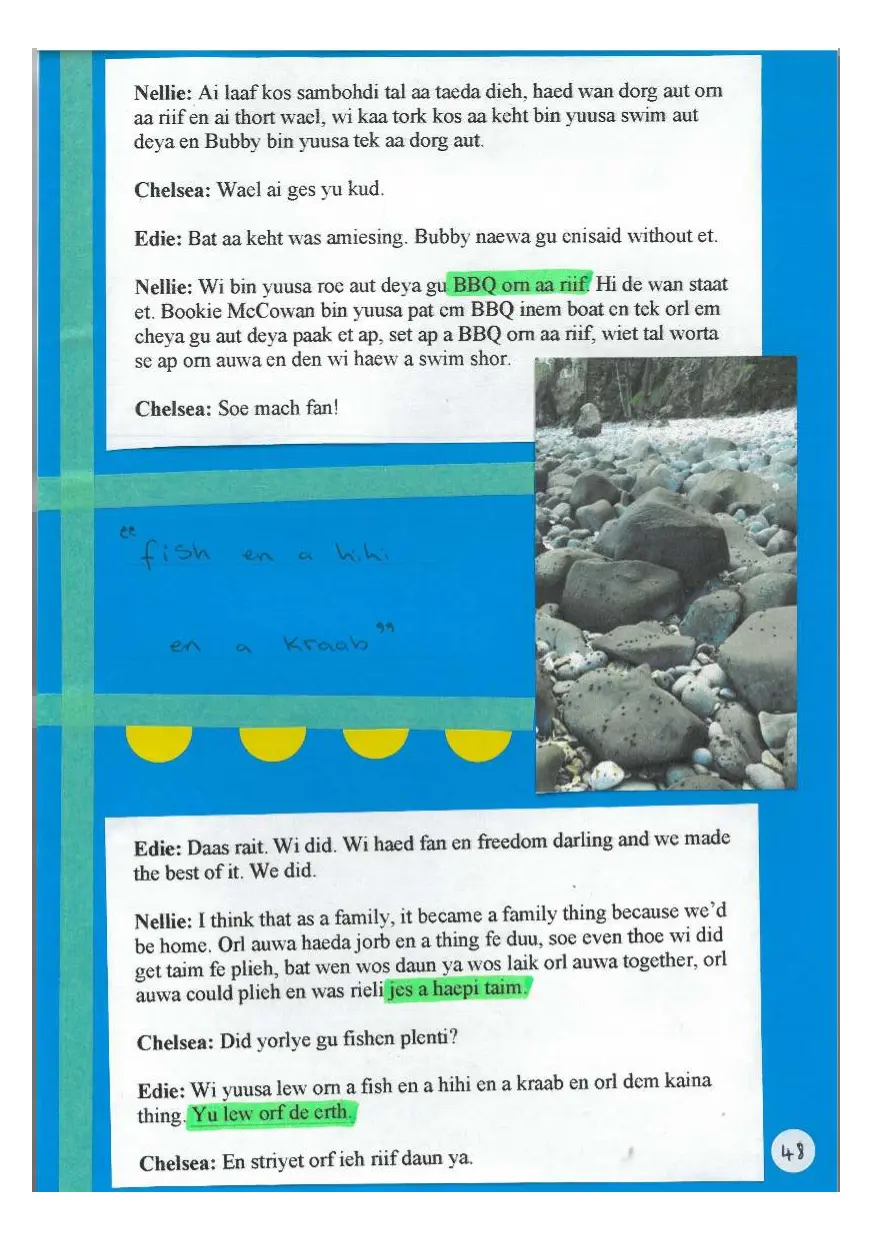 Nellie: Ai laaf kos sambohdi tal aa taeda dieh, haed wan dorg aut orn
aa riif en ai thort wael, wi kaa tork kos aa keht bin yuusa swim aut
deya en Bubby bin yuusa tek aa dorg aut.
Chelsea: Wael ai ges yu kud.
Edie: Bat aa keht was amiesing. Bubby naewa gu enisaid without et.
Nellie: Wi bin yuusa roe aut deya gu BBQ orn aa riif. Hi de wan staat
et. Bookie McCowan bin yuusa pat em BBQ inem boat en tek orl em
cheya gu aut deya paak et ap, set ap a BBQ orn aa riif, wiet tal worta
se ap orn auwa en den wi haew a swim shor.
Chelsea: Soe mach fan!
“fish en a hihi
en a kraab”
Edie: Daas rait. Wi did. Wi haed fan en freedom darling and we made
the best of it. We did.
Nellie: I think that as a family, it became a family thing because we’d
be home. Orl auwa haeda jorb en a thing fe duu, soe even thoe wi did
get taim fe plieh, bat wen wos daun ya wos laik orl auwa together, orl
auwa could plieh en was rieli jes a haepi taim.
Chelsea: Did yorlye gu fishen plenti?
Edie: Wi yuusa lew orn a fish en a hihi en a kraab en orl dem kaina
thing. Yu lew orf de erth.
Chelsea: En striyet orf ieh riif daun ya.
48